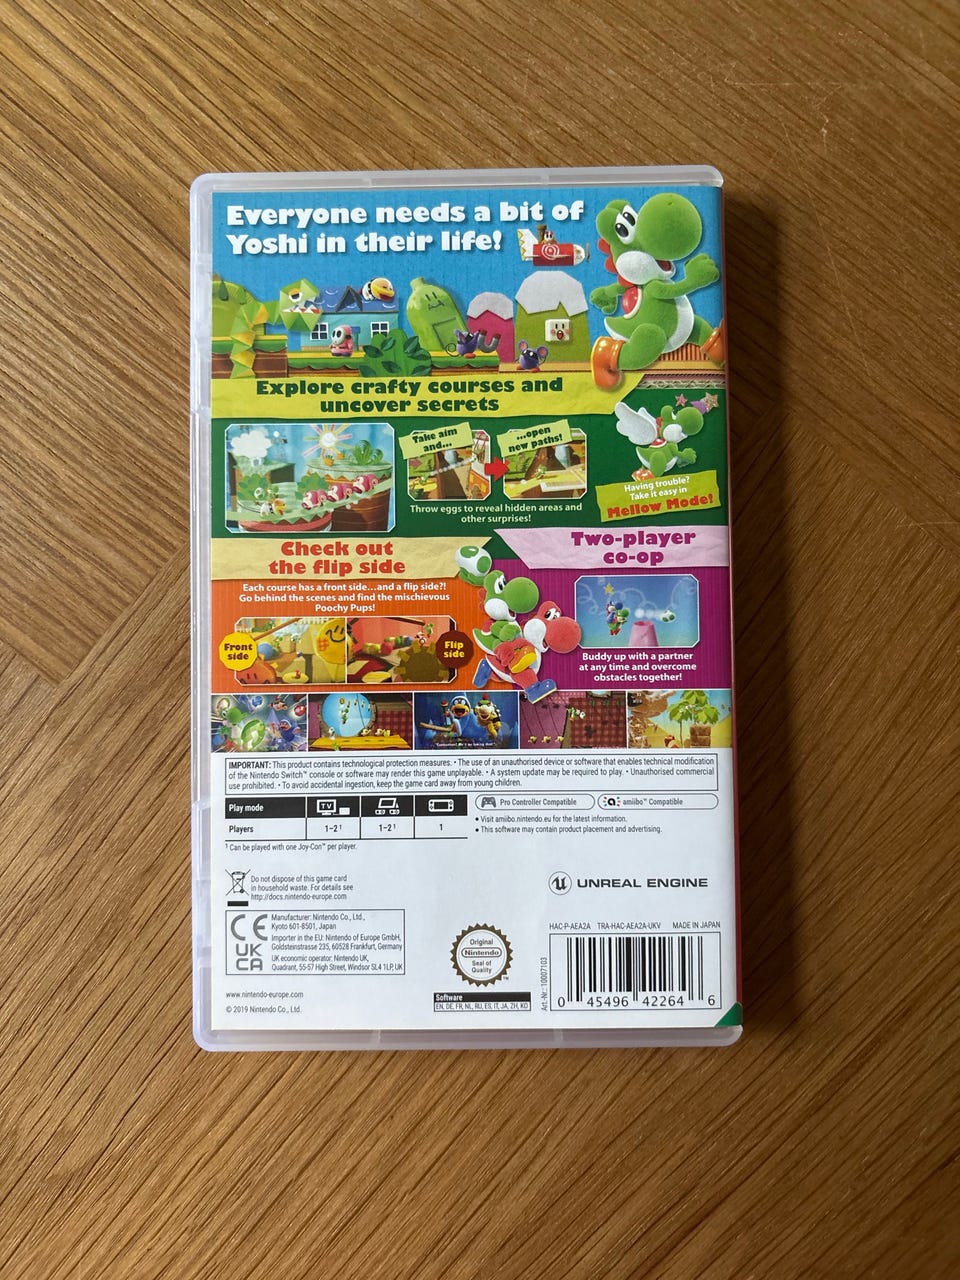 Everyone needs a bit of
Yoshi in their life!
Explore crafty courses and
uncover secrets
Take aim
and...
...open
new paths!
Throw eggs to reveal hidden areas and
other surprises!
Having trouble?
Take it easy in
Mellow Mode!
Check out
the flip side
Each course has a front side...and a flip side?!
Go behind the scenes and find the mischievous
Poochy Pups!
Front
side
Flip
side
Two-player
co-op
Buddy up with a partner
at any time and overcome
obstacles together!
IMPORTANT: This product contains technological protection measures. • The use of an unauthorised device or software that enables technical modification
of the Nintendo Switch™ console or software may render this game unplayable. • A system update may be required to play. • Unauthorised commercial
use prohibited. • To avoid accidental ingestion, keep the game card away from young children.
Play mode
TV
Players
1–2¹
1–2¹
1
¹ Can be played with one Joy-Con™ per player.
Pro Controller Compatible
a amiibo™ Compatible
• Visit amiibo.nintendo.eu for the latest information.
• This software may contain product placement and advertising.
Do not dispose of this game card
in household waste. For details see
http://docs.nintendo-europe.com
UNREAL ENGINE
CE
UK
CA
Manufacturer: Nintendo Co., Ltd.,
Kyoto 601-8501, Japan
Importer in the EU: Nintendo of Europe GmbH,
Goldsteinstrasse 235, 60528 Frankfurt, Germany
UK economic operator: Nintendo UK,
Quadrant, 55-57 High Street, Windsor SL4 1LP, UK
www.nintendo-europe.com
© 2019 Nintendo Co., Ltd.
Original
Nintendo
Seal of
Quality
™
Software
EN, DE, FR, NL, RU, ES, IT, JA, ZH, KO
HAC-P-AEA2A TRA-HAC-AEA2A-UKV MADE IN JAPAN
Art.-Nr.: 10007103
0 45496 42264 6